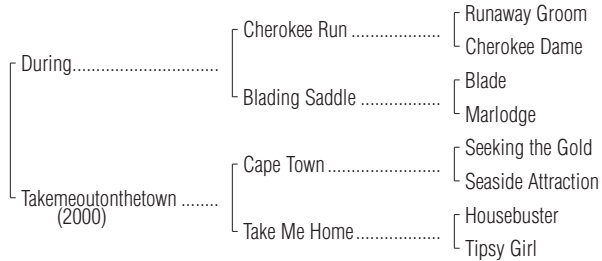 Runaway Groom
Cherokee Run ..................
Cherokee Dame
During.............................
Blade
Blading Saddle ................
Marlodge
Seeking the Gold
Cape Town......................
Seaside Attraction
Takemeoutonthetown ........
(2000)
Housebuster
Take Me Home.................
Tipsy Girl